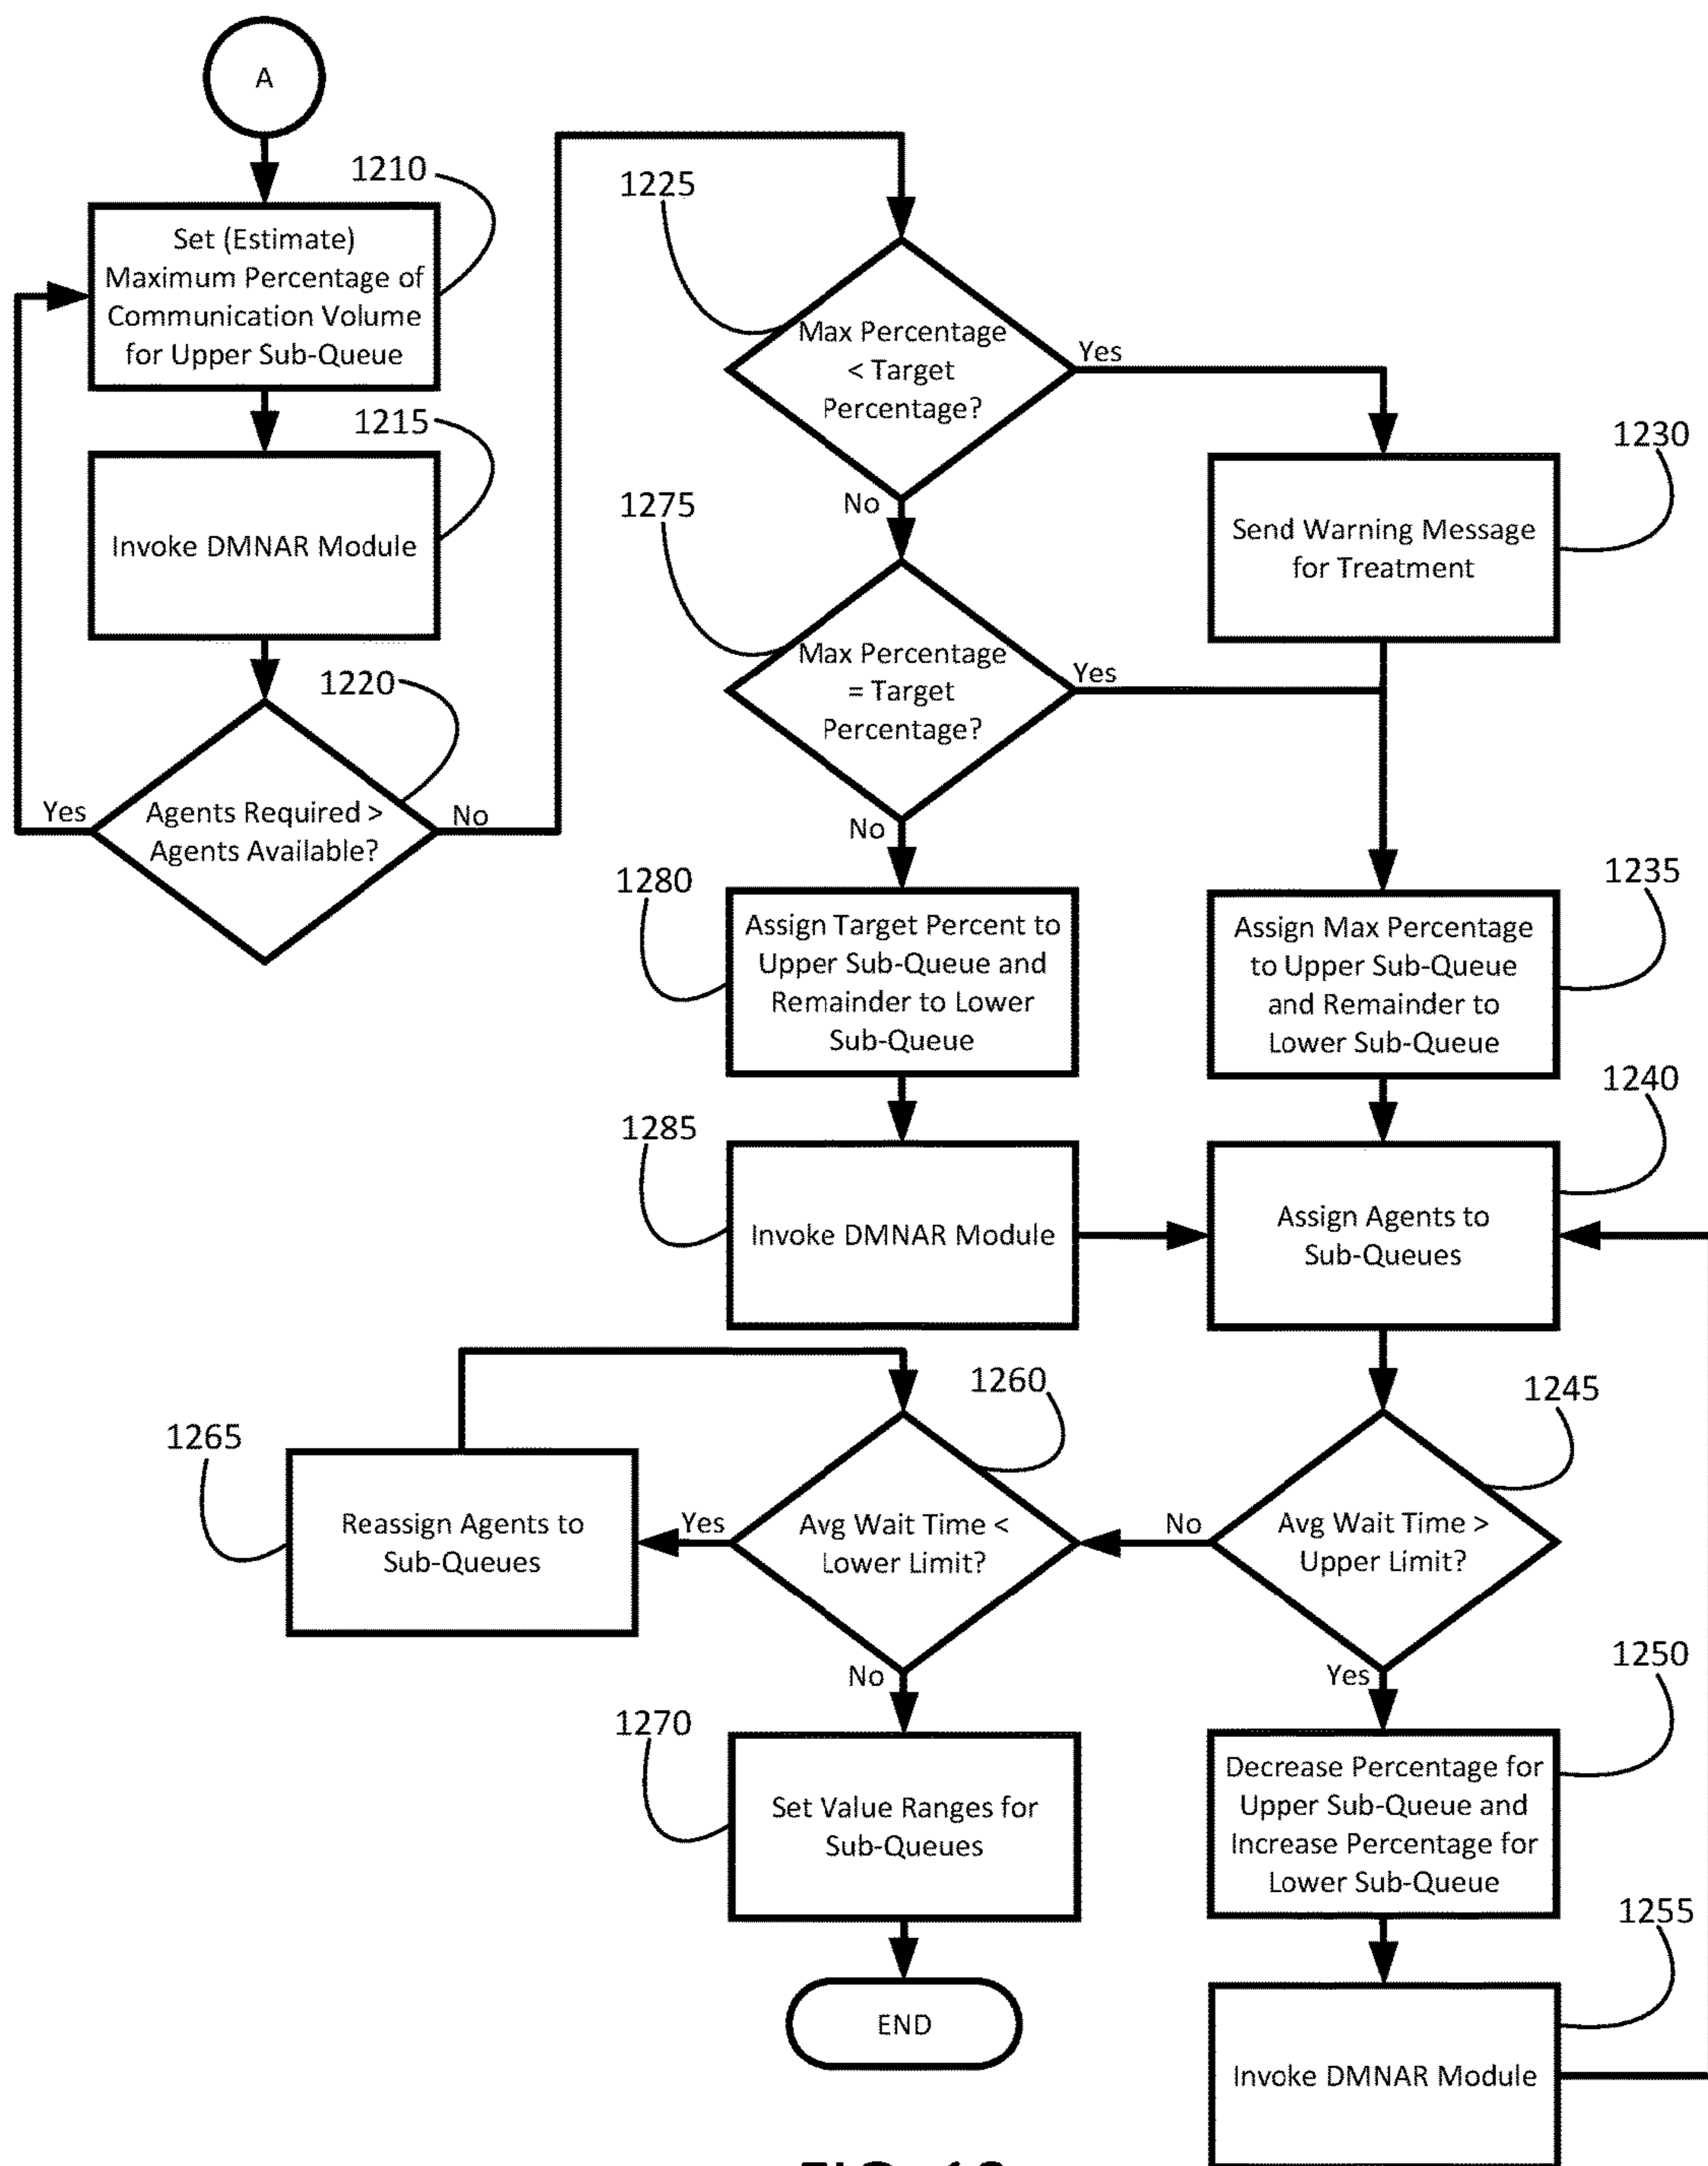 A
1210
Set (Estimate)
Maximum Percentage of
Communication Volume
for Upper Sub-Queue
1215
Invoke DMNAR Module
1220
Agents Required >
Agents Available?
Yes
No
1225
Max Percentage
< Target
Percentage?
Yes
No
1230
Send Warning Message
for Treatment
1275
Max Percentage
= Target
Percentage?
Yes
No
1280
Assign Target Percent to
Upper Sub-Queue and
Remainder to Lower
Sub-Queue
1235
Assign Max Percentage
to Upper Sub-Queue
and Remainder to
Lower Sub-Queue
1285
Invoke DMNAR Module
1240
Assign Agents to
Sub-Queues
1245
Avg Wait Time >
Upper Limit?
No
Yes
1260
Avg Wait Time <
Lower Limit?
Yes
No
1265
Reassign Agents to
Sub-Queues
1270
Set Value Ranges for
Sub-Queues
END
1250
Decrease Percentage for
Upper Sub-Queue and
Increase Percentage for
Lower Sub-Queue
1255
Invoke DMNAR Module